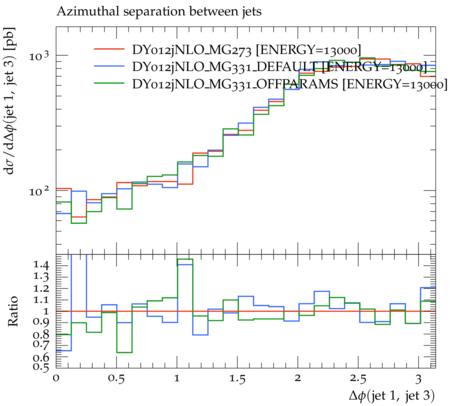 Azimuthal separation between jets
dσ/dΔϕ(jet 1, jet 3) [pb]
10³
10²
DY012jNLO_MG273 [ENERGY=13000]
DY012jNLO_MG331_DEFAULT [ENERGY=13000]
DY012jNLO_MG331_OFFPARAMS [ENERGY=13000]
Ratio
1.4
1.3
1.2
1.1
1
0.9
0.8
0.7
0.6
0.5
0 0.5 1 1.5 2 2.5 3
Δϕ(jet 1, jet 3)